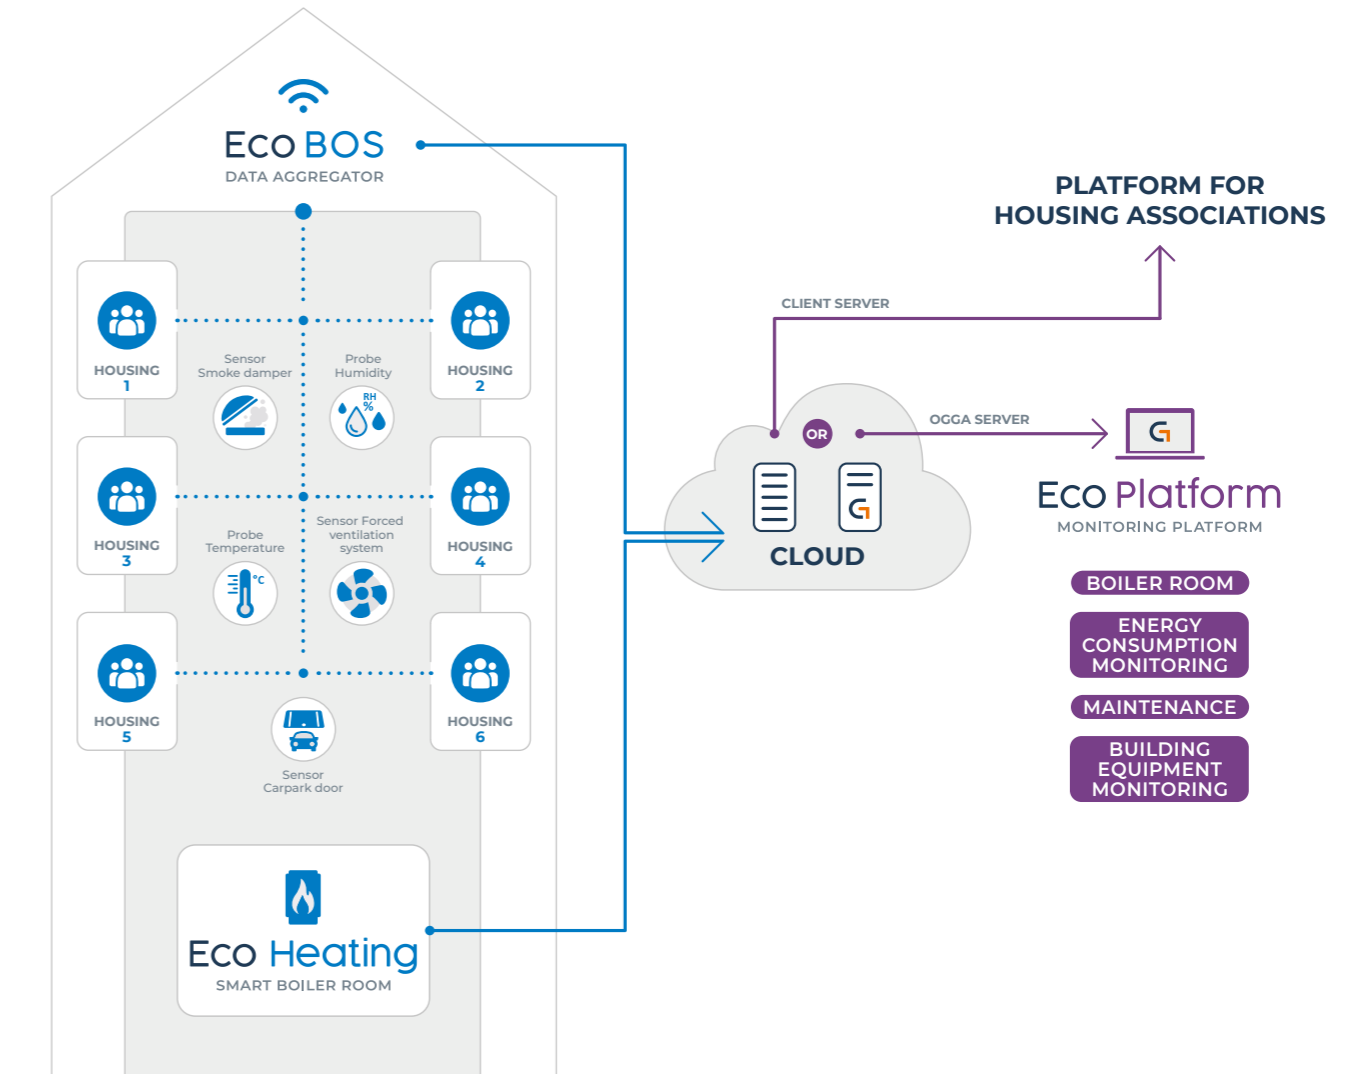 Eco BOS
DATA AGGREGATOR
HOUSING
1
HOUSING
2
Sensor
Smoke damper
Probe
Humidity
RH
%
HOUSING
3
HOUSING
4
Probe
Temperature
°C
Sensor Forced
ventilation
system
HOUSING
5
HOUSING
6
Sensor
Carpark door
Eco Heating
SMART BOILER ROOM
PLATFORM FOR
HOUSING ASSOCIATIONS
CLIENT SERVER
OR
OGGA SERVER
G
G
CLOUD
Eco Platform
MONITORING PLATFORM
BOILER ROOM
ENERGY
CONSUMPTION
MONITORING
MAINTENANCE
BUILDING
EQUIPMENT
MONITORING